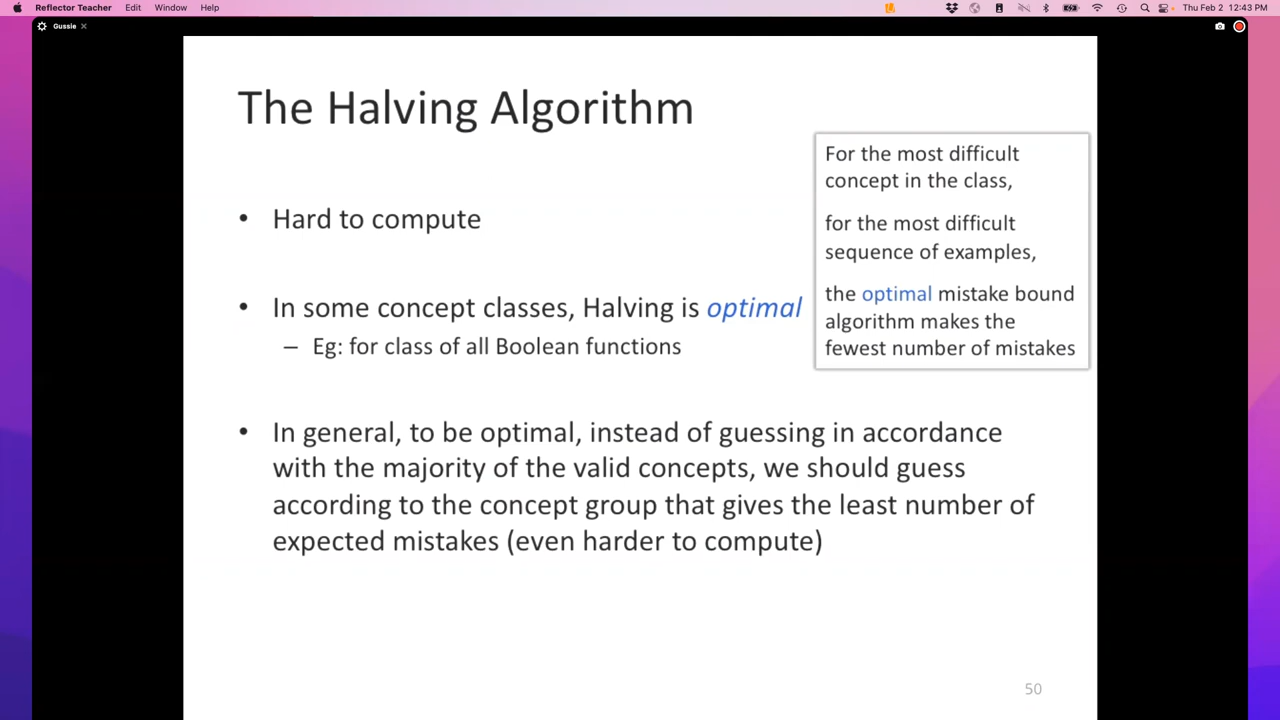 Reflector Teacher Edit Window Help
Thu Feb 2 12:43 PM
Gussie
The Halving Algorithm
• Hard to compute
• In some concept classes, Halving is optimal
– Eg: for class of all Boolean functions
For the most difficult
concept in the class,
for the most difficult
sequence of examples,
the optimal mistake bound
algorithm makes the
fewest number of mistakes
• In general, to be optimal, instead of guessing in accordance
with the majority of the valid concepts, we should guess
according to the concept group that gives the least number of
expected mistakes (even harder to compute)
50